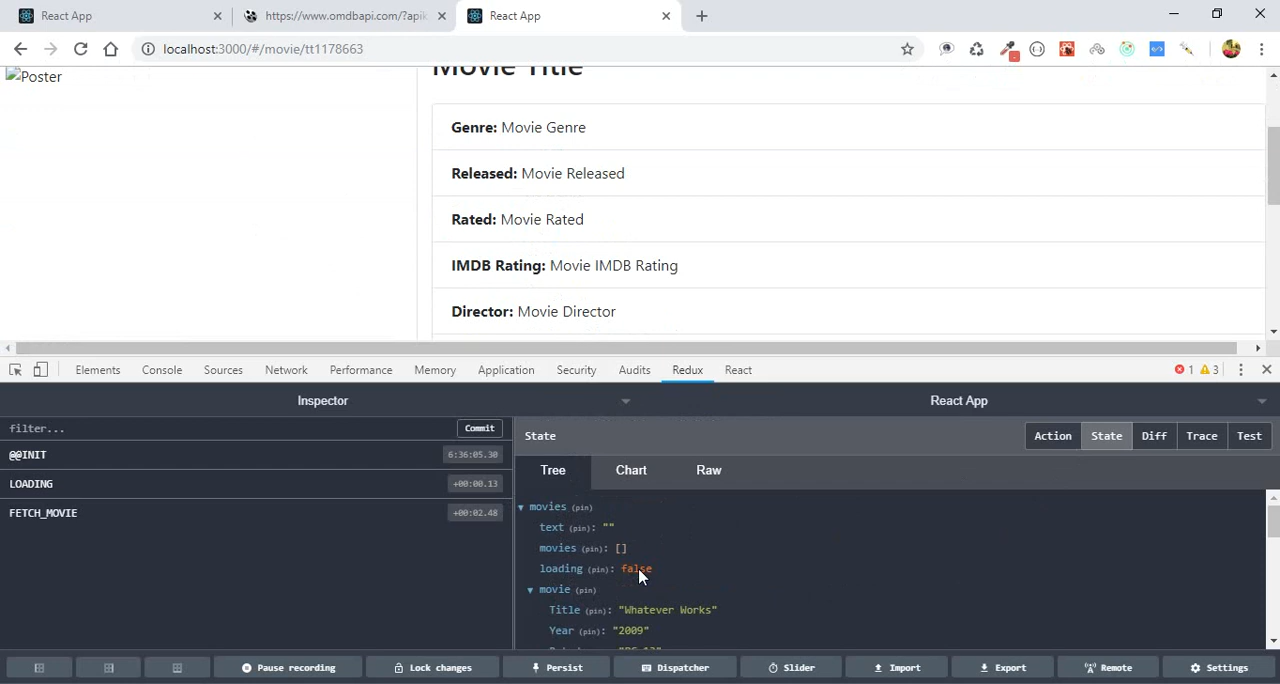 React App
https://www.omdbapi.com/?apik
React App
localhost:3000/#/movie/tt1178663
Poster
Movie Title
Genre: Movie Genre
Released: Movie Released
Rated: Movie Rated
IMDB Rating: Movie IMDB Rating
Director: Movie Director
Elements Console Sources Network Performance Memory Application Security Audits Redux React 1 3
Inspector React App
filter... Commit State Action State Diff Trace Test
@@INIT 6:36:05.30
LOADING +00:00.13
FETCH_MOVIE +00:02.48
Tree Chart Raw
movies (pin)
text (pin): ""
movies (pin): []
loading (pin): false
movie (pin)
Title (pin): "Whatever Works"
Year (pin): "2009"
Pause recording Lock changes Persist Dispatcher Slider Import Export Remote Settings